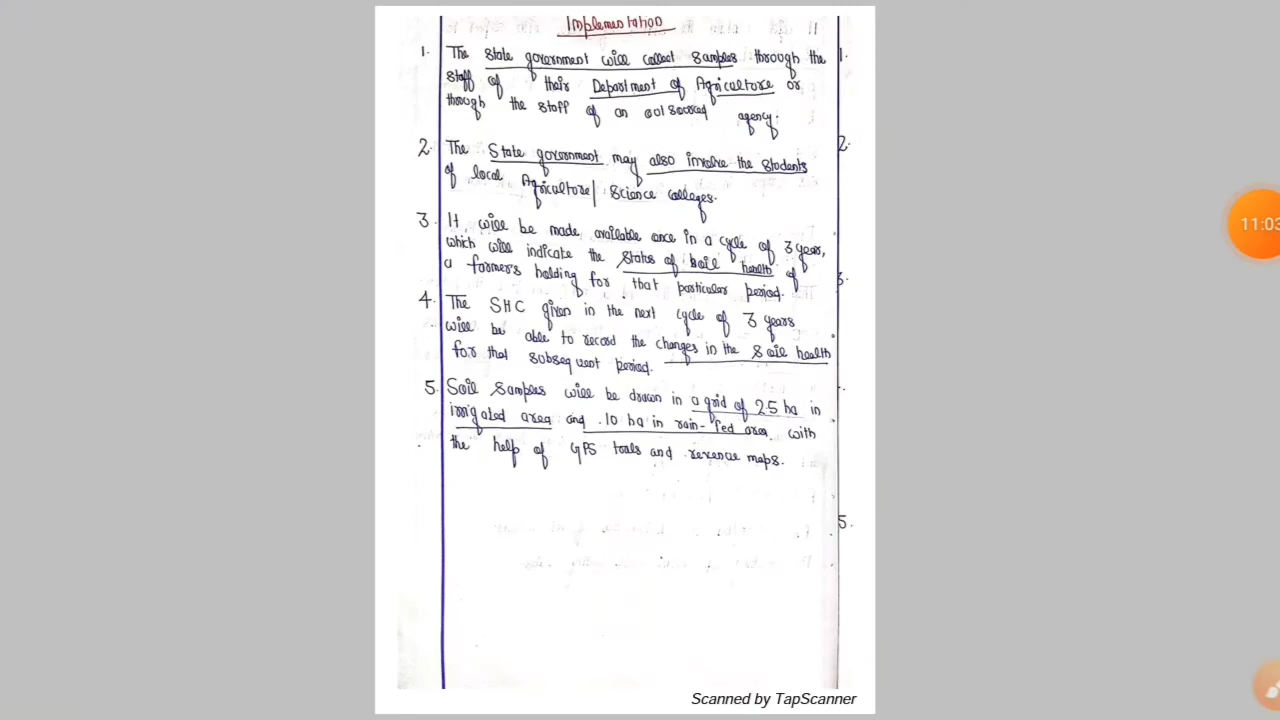 Implementation
1. The state government will collect samples through the
staff of their Department of Agriculture or
through the staff of an outsourced agency.
2. The State government may also involve the students
of local Agriculture/ Science colleges.
3. It will be made available once in a cycle of 3 years,
which will indicate the status of soil health of
a farmer's holding for that particular period.
4. The SHC given in the next cycle of 3 years
will be able to record the changes in the soil health
for that subsequent period.
5. Soil samples will be drawn in a grid of 2.5 ha in
irrigated area and 10 ha in rain-fed area with
the help of GPS tools and revenue maps.
1.
2.
3.
5.
11:03
Scanned by TapScanner